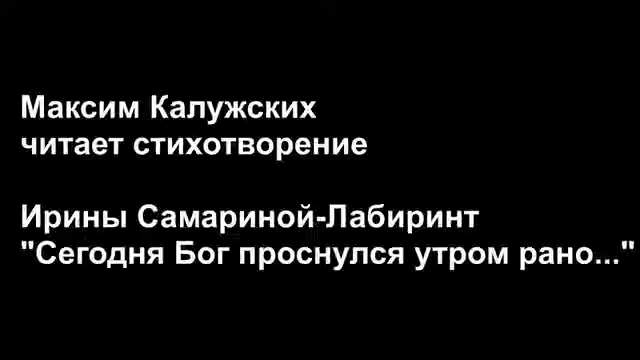 Максим Калужских
читает стихотворение
Ирины Самариной-Лабиринт
"Сегодня Бог проснулся утром рано..."